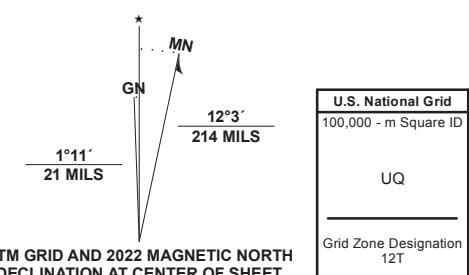 ★
MN
GN
12°3´
214 MILS
1°11´
21 MILS
TM GRID AND 2022 MAGNETIC NORTH
DECLINATION AT CENTER OF SHEET
U.S. National Grid
100,000 - m Square ID
UQ
Grid Zone Designation
12T